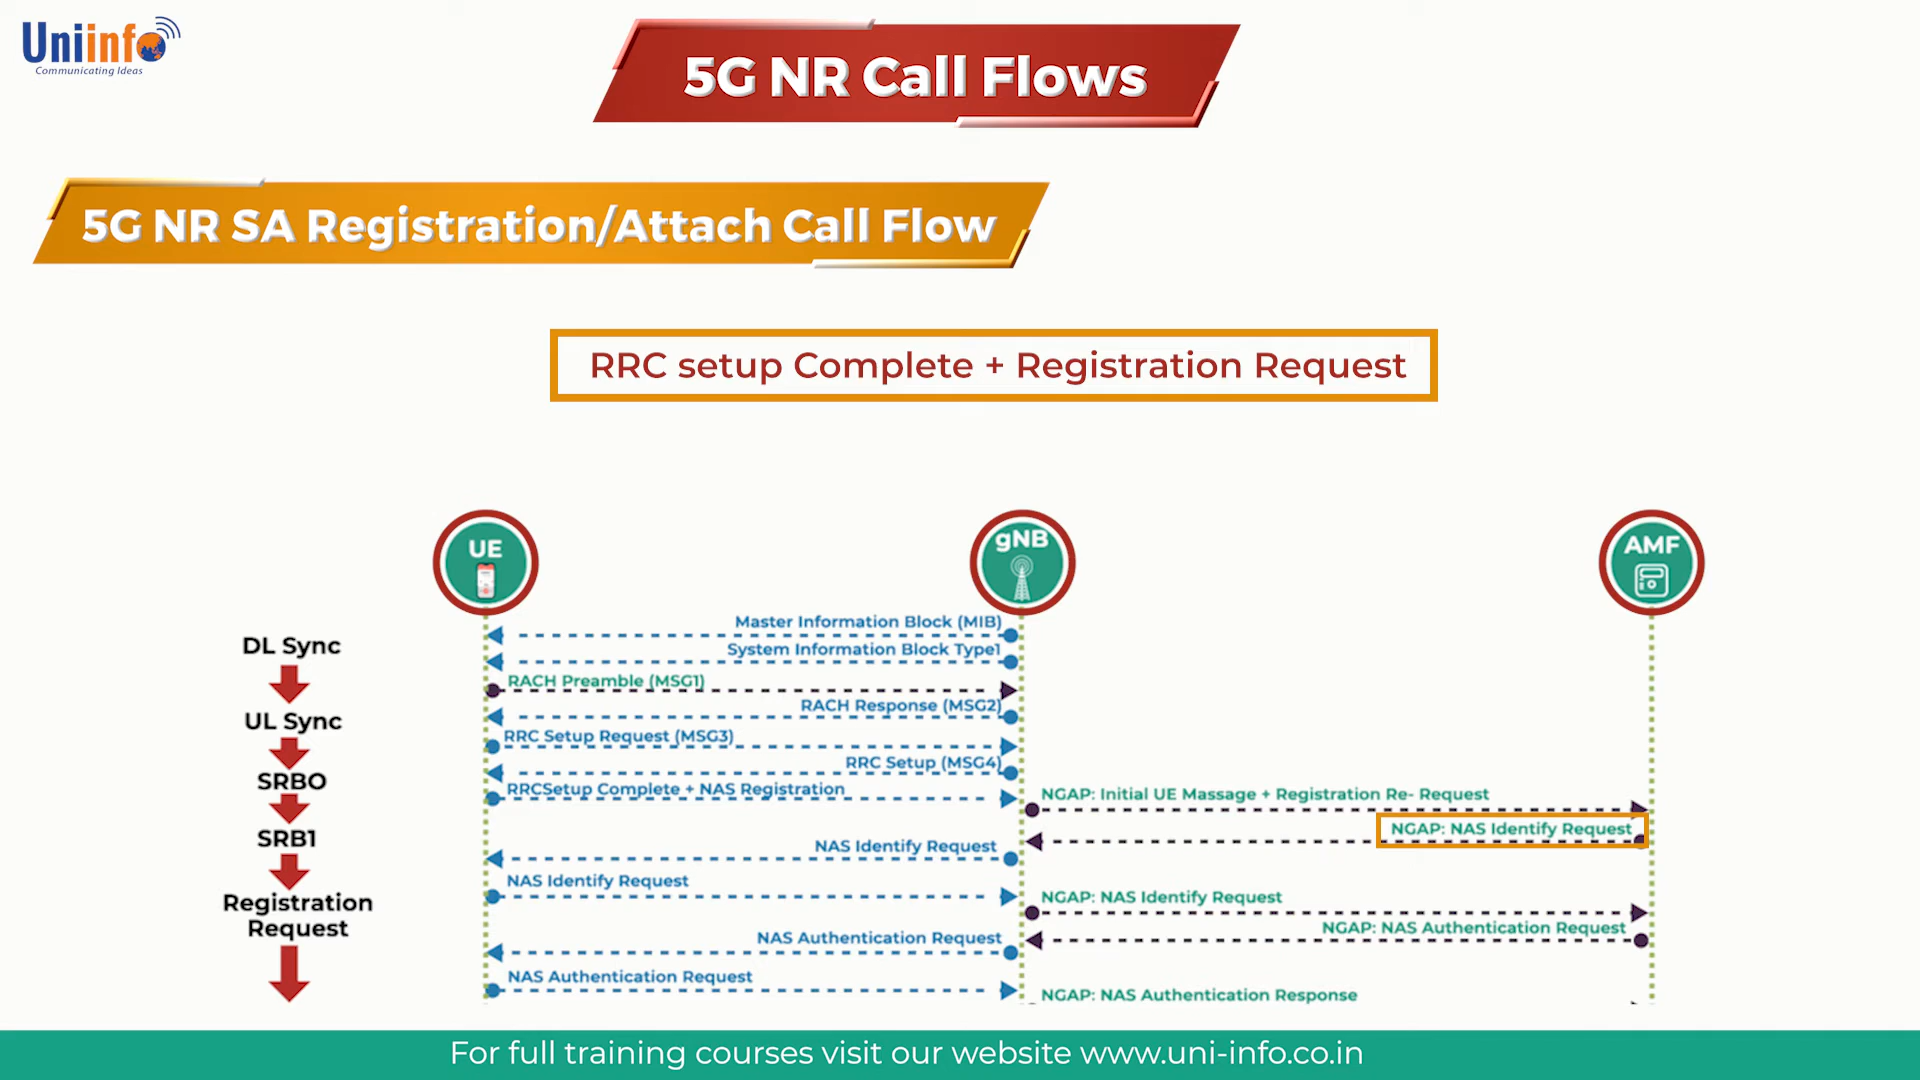 Uniinfo
Communicating Ideas
5G NR Call Flows
5G NR SA Registration/Attach Call Flow
RRC setup Complete + Registration Request
UE
gNB
AMF
Master Information Block (MIB)
DL Sync
System Information Block Type1
RACH Preamble (MSG1)
RACH Response (MSG2)
UL Sync
RRC Setup Request (MSG3)
RRC Setup (MSG4)
SRBO
RRCSetup Complete + NAS Registration
NGAP: Initial UE Massage + Registration Re- Request
NGAP: NAS Identify Request
SRB1
NAS Identify Request
NAS Identify Request
NGAP: NAS Identify Request
Registration
Request
NGAP: NAS Authentication Request
NAS Authentication Request
NAS Authentication Request
NGAP: NAS Authentication Response
For full training courses visit our website www.uni-info.co.in